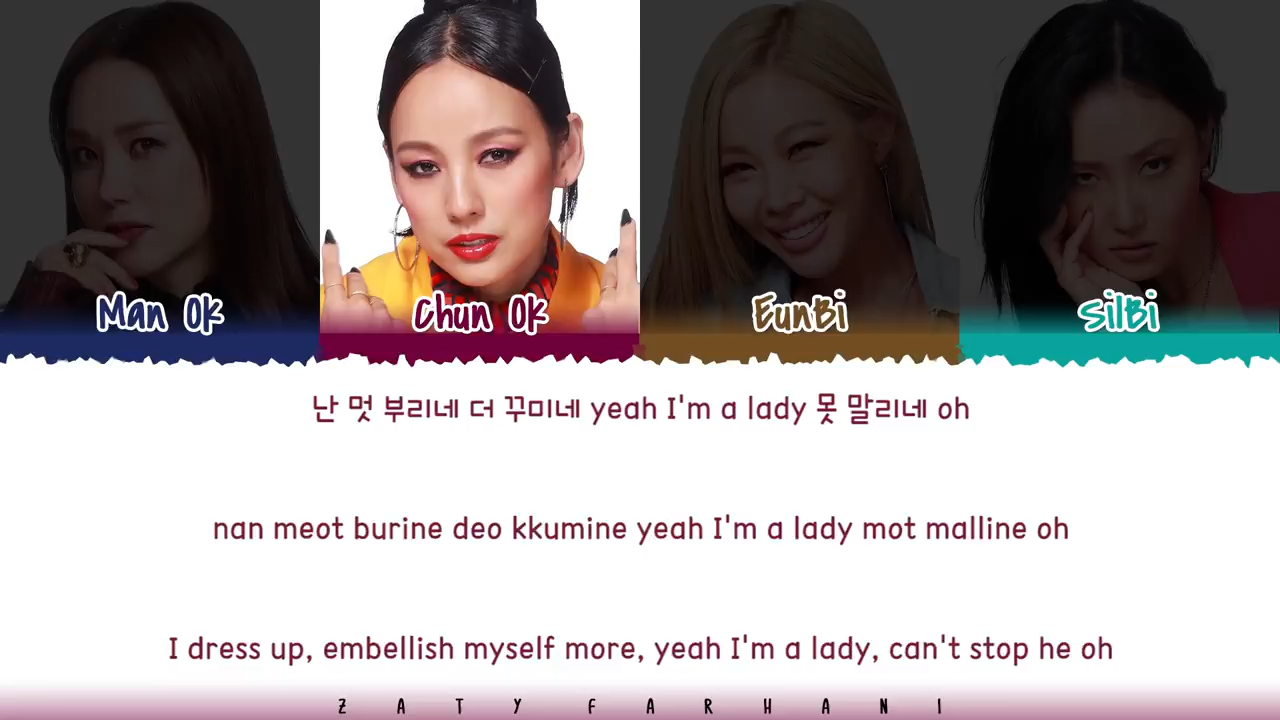 Man Ok
Chun Ok
EunBi
SilBi
난 멋 부리네 더 꾸미네 yeah I'm a lady 못 말리네 oh
nan meot burine deo kkumine yeah I'm a lady mot malline oh
I dress up, embellish myself more, yeah I'm a lady, can't stop he oh
ZATY FARHANI